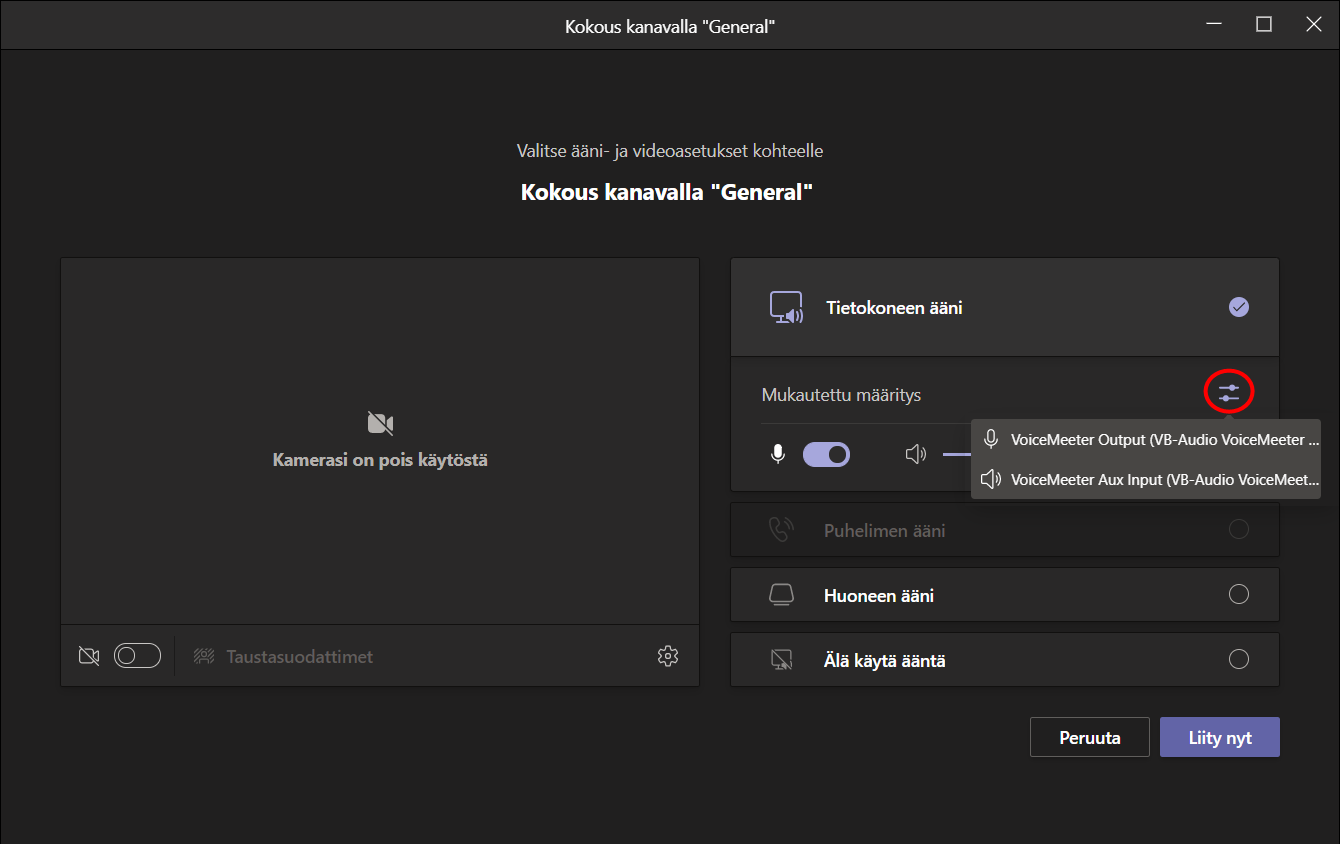 Kokous kanavalla "General"
Valitse ääni- ja videoasetukset kohteelle
Kokous kanavalla "General"
Kamerasi on pois käytöstä
Taustasuodattimet
Tietokoneen ääni
Mukautettu määritys
VoiceMeeter Output (VB-Audio VoiceMeeter ...
VoiceMeeter Aux Input (VB-Audio VoiceMeet...
Puhelimen ääni
Huoneen ääni
Älä käytä ääntä
Peruuta
Liity nyt